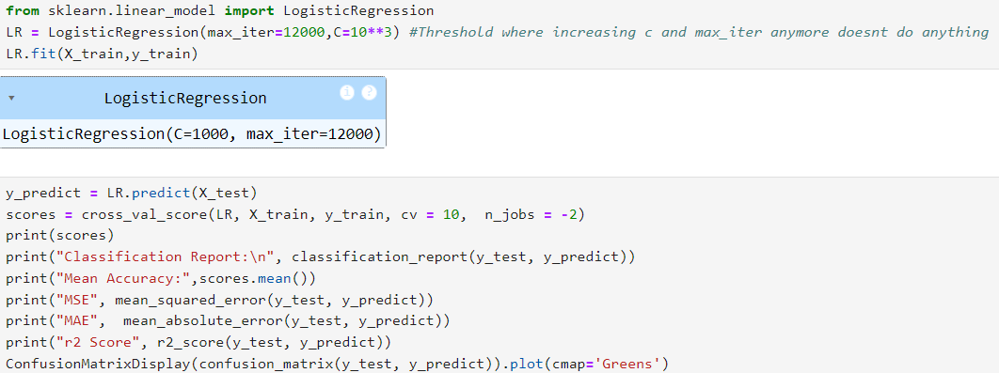 from sklearn.linear_model import LogisticRegression
LR = LogisticRegression(max_iter=12000,C=10**3) #Threshold where increasing c and max_iter anymore doesnt do anything
LR.fit(X_train,y_train)
▾ LogisticRegression i ?
LogisticRegression(C=1000, max_iter=12000)
y_predict = LR.predict(X_test)
scores = cross_val_score(LR, X_train, y_train, cv = 10,  n_jobs = -2)
print(scores)
print("Classification Report:\n", classification_report(y_test, y_predict))
print("Mean Accuracy:",scores.mean())
print("MSE", mean_squared_error(y_test, y_predict))
print("MAE",  mean_absolute_error(y_test, y_predict))
print("r2 Score", r2_score(y_test, y_predict))
ConfusionMatrixDisplay(confusion_matrix(y_test, y_predict)).plot(cmap='Greens')